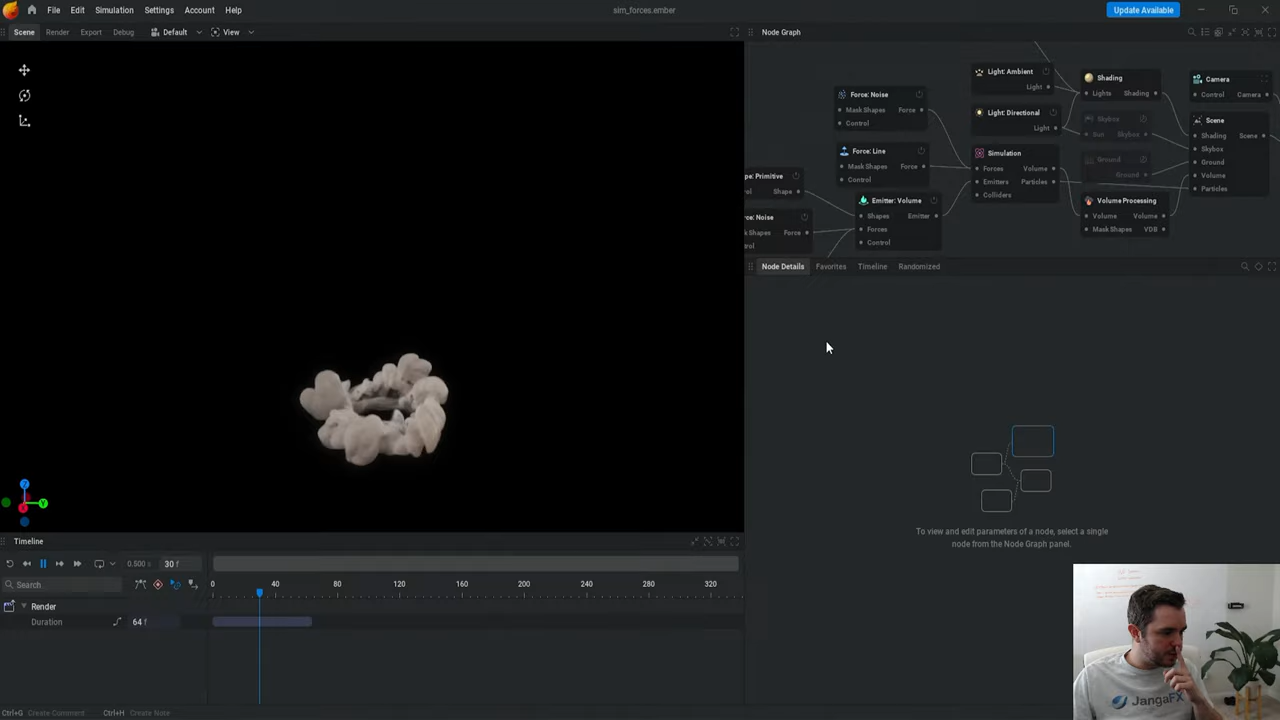 File Edit Simulation Settings Account Help
sim_forces.ember
Update Available
Scene Render Export Debug
Default
View
Node Graph
Force: Noise
Mask Shapes Force
Control
Force: Line
Mask Shapes Force
Control
pe: Primitive
Shape
ce: Noise
sk Shapes Force
Emitter: Volume
Shapes Emitter
Forces
Control
Light: Ambient
Light
Light: Directional
Light
Simulation
Forces Volume
Emitters Particles
Colliders
Shading
Lights Shading
Skybox
Sun Skybox
Ground
Ground
Volume Processing
Volume Volume
Mask Shapes VDB
Camera
Control Camera
Scene
Shading Scene
Skybox
Ground
Volume
Particles
Node Details Favorites Timeline Randomized
To view and edit parameters of a node, select a single
node from the Node Graph panel.
Z
Y
X
Timeline
0.500 s 30 f
0 40 80 120 160 200 240 280 320
Search
Render
Duration 64 f
Ctrl+G Create Comment Ctrl+H Create Note
JANGAFX